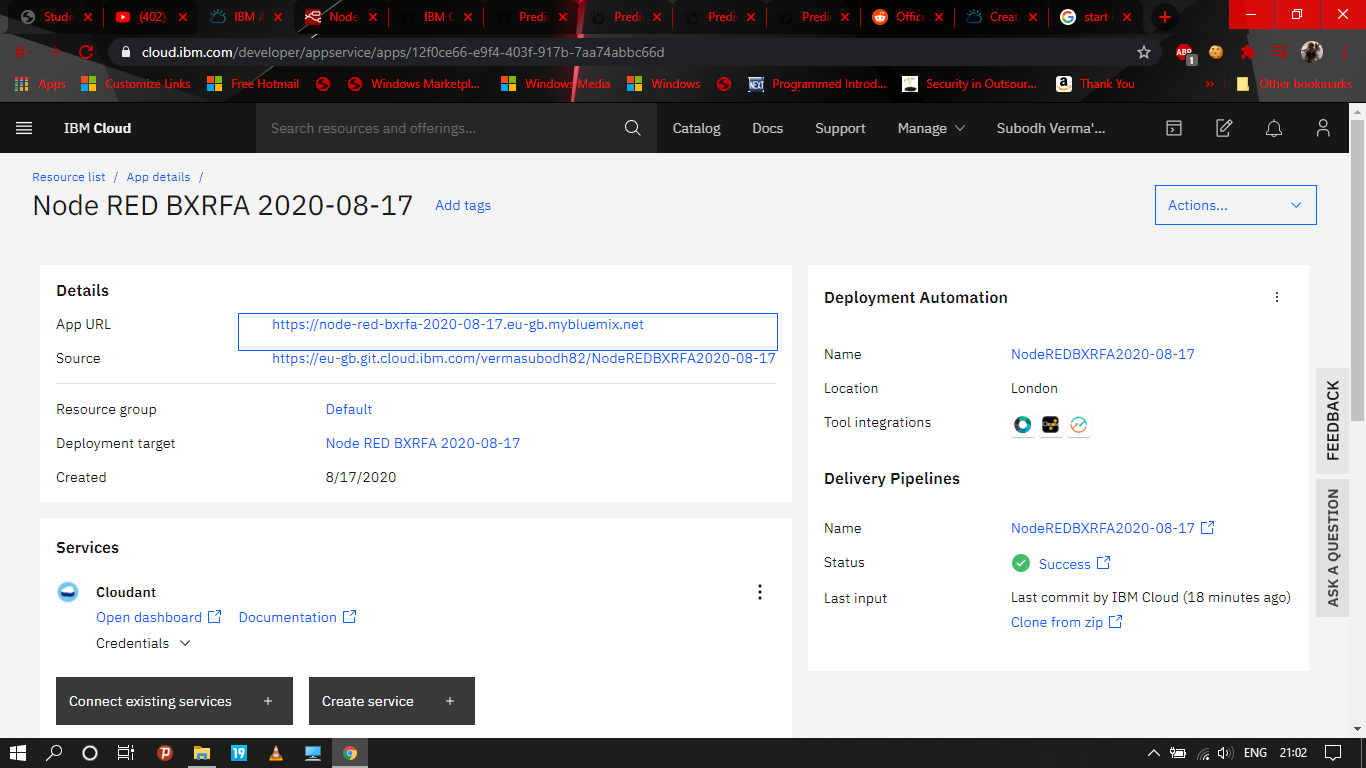 Stude
(402)
IBM A
Node
IBM C
Predic
Predi
Predic
Predic
Office
Creat
start i
cloud.ibm.com/developer/appservice/apps/12f0ce66-e9f4-403f-917b-7aa74abbc66d
ABP
1
Apps
Customize Links
Free Hotmail
Windows Marketpl...
Windows Media
Windows
NEXT
Programmed Introd...
Security in Outsour...
Thank You
»
Other bookmarks
IBM Cloud
Search resources and offerings...
Catalog
Docs
Support
Manage
Subodh Verma'...
Resource list / App details /
Node RED BXRFA 2020-08-17
Add tags
Actions...
Details
App URL
https://node-red-bxrfa-2020-08-17.eu-gb.mybluemix.net
Source
https://eu-gb.git.cloud.ibm.com/vermasubodh82/NodeREDBXRFA2020-08-17
Resource group
Default
Deployment target
Node RED BXRFA 2020-08-17
Created
8/17/2020
Services
Cloudant
Open dashboard
Documentation
Credentials
Connect existing services +
Create service +
Deployment Automation
Name
NodeREDBXRFA2020-08-17
Location
London
Tool integrations
Delivery Pipelines
Name
NodeREDBXRFA2020-08-17
Status
Success
Last input
Last commit by IBM Cloud (18 minutes ago)
Clone from zip
FEEDBACK
ASK A QUESTION
19
ENG
21:02